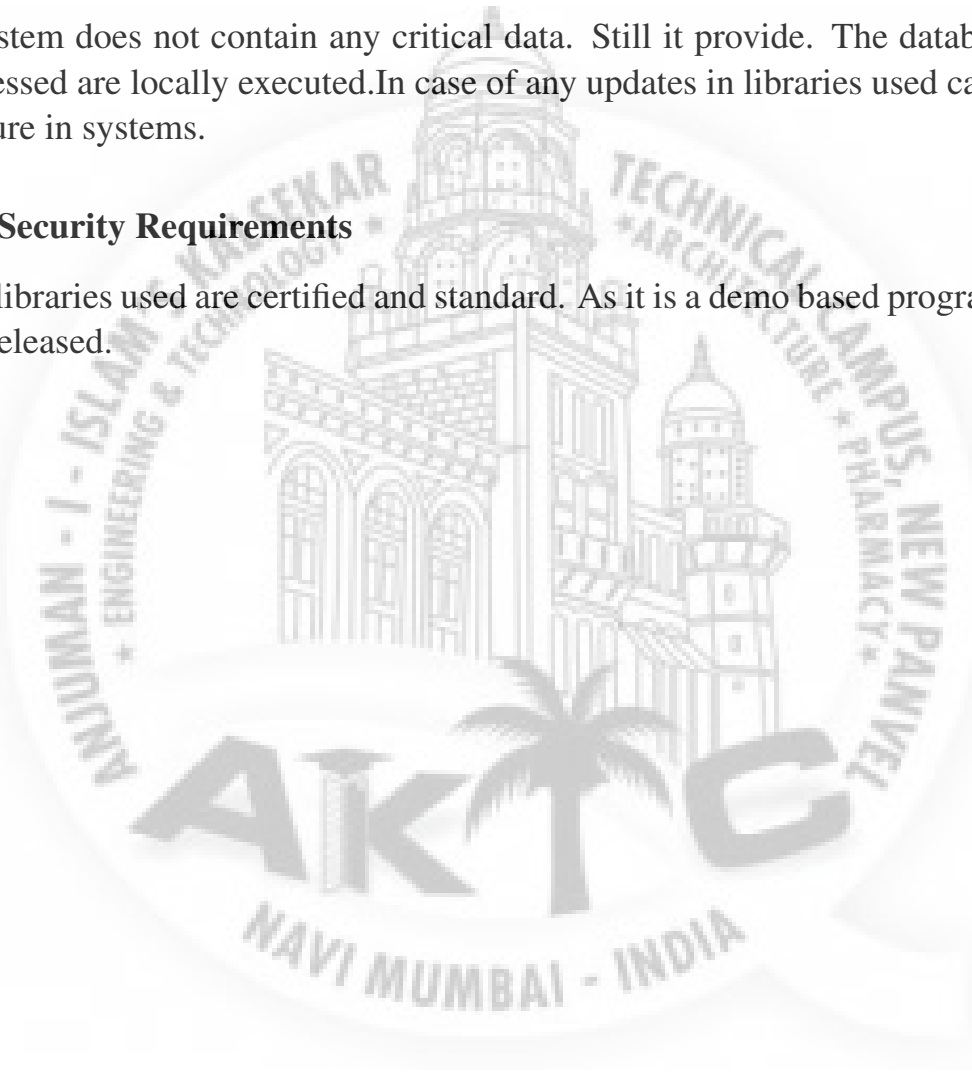 stem does not contain any critical data. Still it provide. The datab
essed are locally executed.In case of any updates in libraries used ca
ure in systems.
Security Requirements
libraries used are certified and standard. As it is a demo based progra
eleased.
ANJUMAN - I - ISLAM'S KALSEKAR TECHNICAL CAMPUS, NEW PANVEL
* ENGINEERING & TECHNOLOGY * *ARCHITECTURE * PHARMACY*
AKTC
NAVI MUMBAI - INDIA